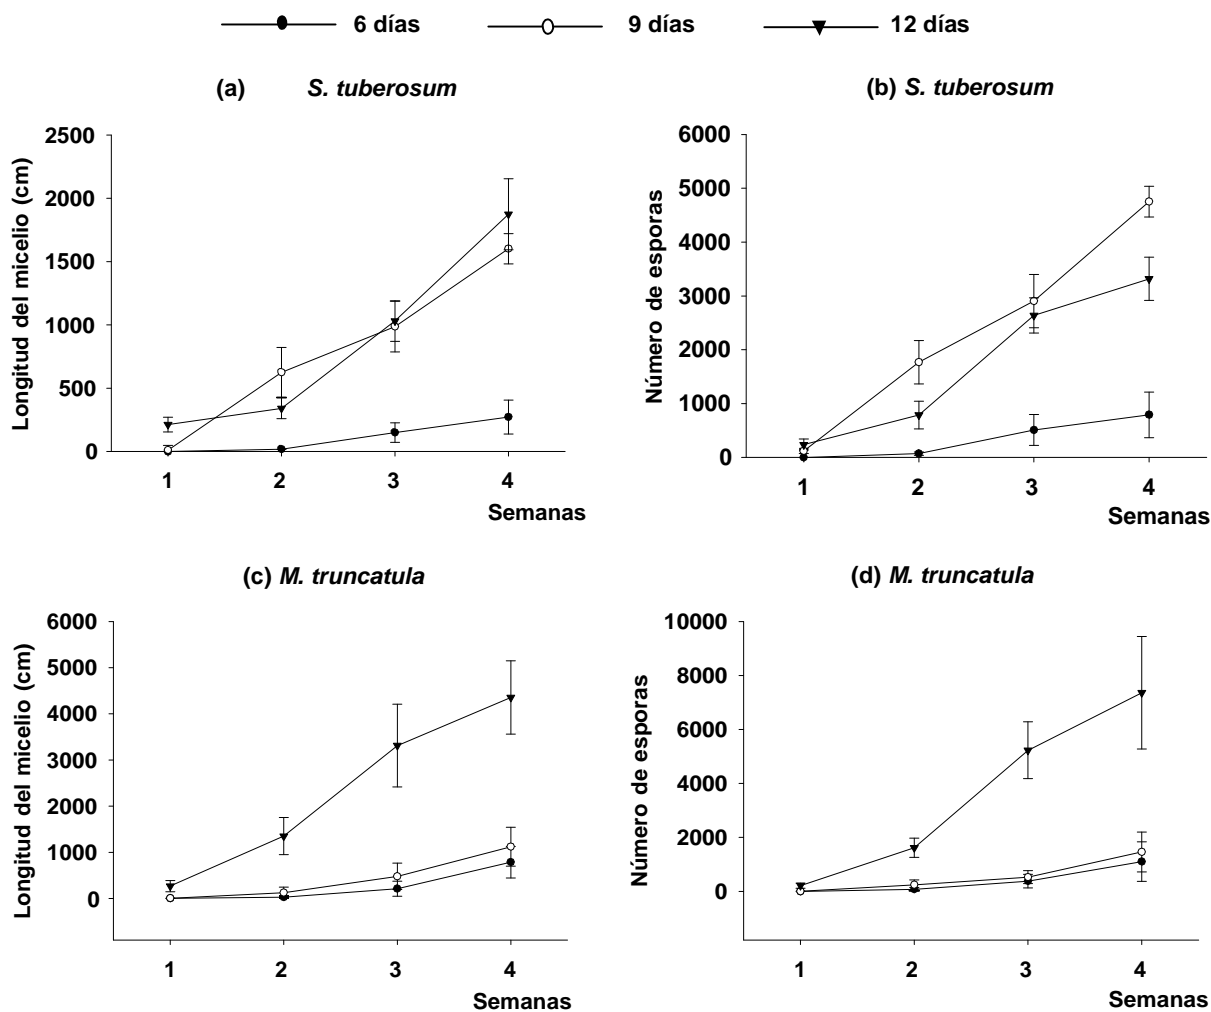 6 días 9 días 12 días
(a) S. tuberosum
Longitud del micelio (cm)
2500
2000
1500
1000
500
0
1 2 3 4
Semanas
(b) S. tuberosum
Número de esporas
6000
5000
4000
3000
2000
1000
0
1 2 3 4
Semanas
(c) M. truncatula
Longitud del micelio (cm)
6000
5000
4000
3000
2000
1000
0
1 2 3 4
Semanas
(d) M. truncatula
Número de esporas
10000
8000
6000
4000
2000
0
1 2 3 4
Semanas